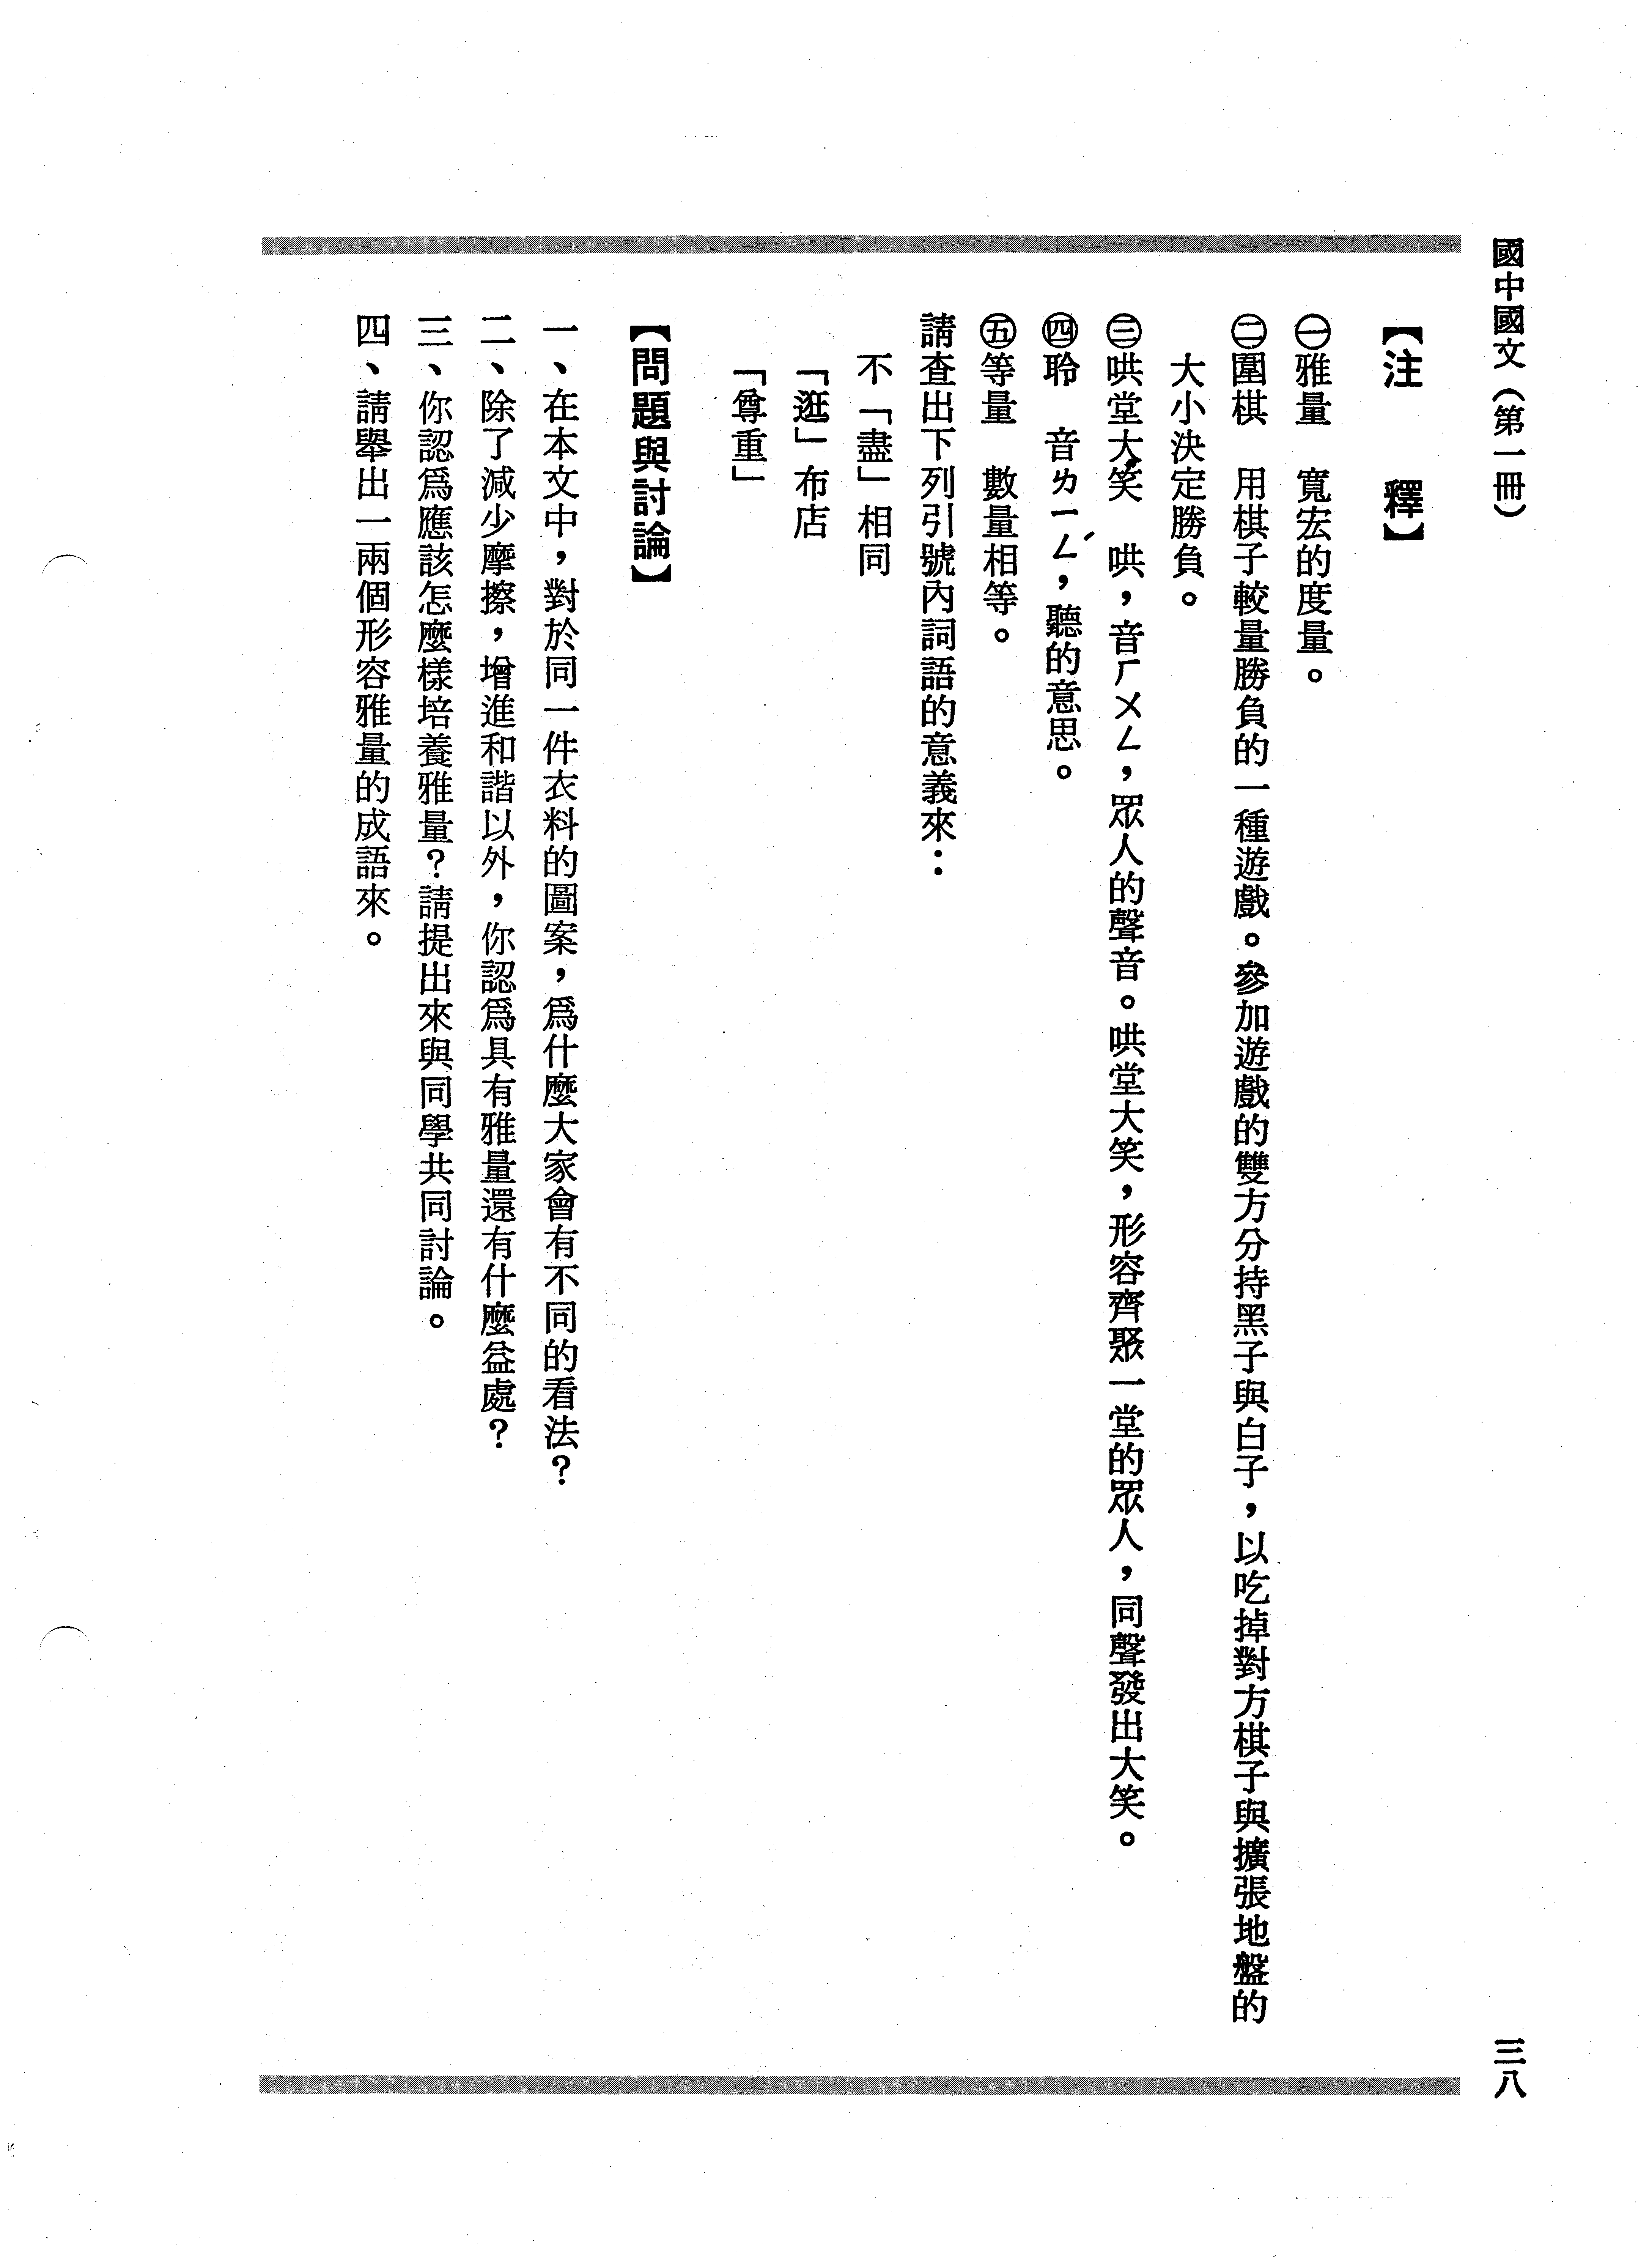 國中國文（第一冊）
三八
【注　釋】
㊀雅量　寬宏的度量。
㊁圍棋　用棋子較量勝負的一種遊戲。參加遊戲的雙方分持黑子與白子，以吃掉對方棋子與擴張地盤的
大小決定勝負。
㊂哄堂大笑　哄，音ㄏㄨㄥ，眾人的聲音。哄堂大笑，形容齊聚一堂的眾人，同聲發出大笑。
㊃聆　音ㄌㄧㄥˊ，聽的意思。
㊄等量　數量相等。
請查出下列引號內詞語的意義來：
不「盡」相同
「逛」布店
「尊重」
【問題與討論】
一、在本文中，對於同一件衣料的圖案，爲什麼大家會有不同的看法？
二、除了減少摩擦，增進和諧以外，你認爲具有雅量還有什麼益處？
三、你認爲應該怎麼樣培養雅量？請提出來與同學共同討論。
四、請舉出一兩個形容雅量的成語來。